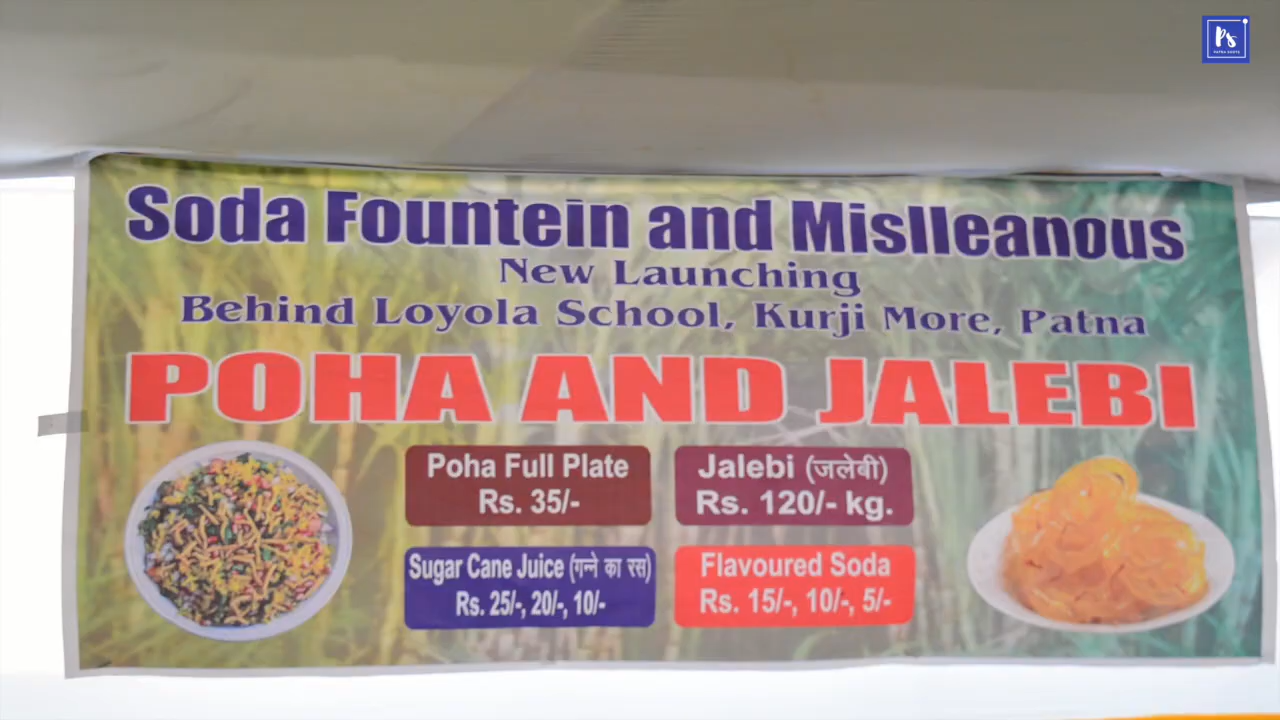 Ps
Soda Fountein and Mislleanous
New Launching
Behind Loyola School, Kurji More, Patna
POHA AND JALEBI
Poha Full Plate
Rs. 35/-
Jalebi (जलेबी)
Rs. 120/- kg.
Sugar Cane Juice (गन्ने का रस)
Rs. 25/-, 20/-, 10/-
Flavoured Soda
Rs. 15/-, 10/-, 5/-